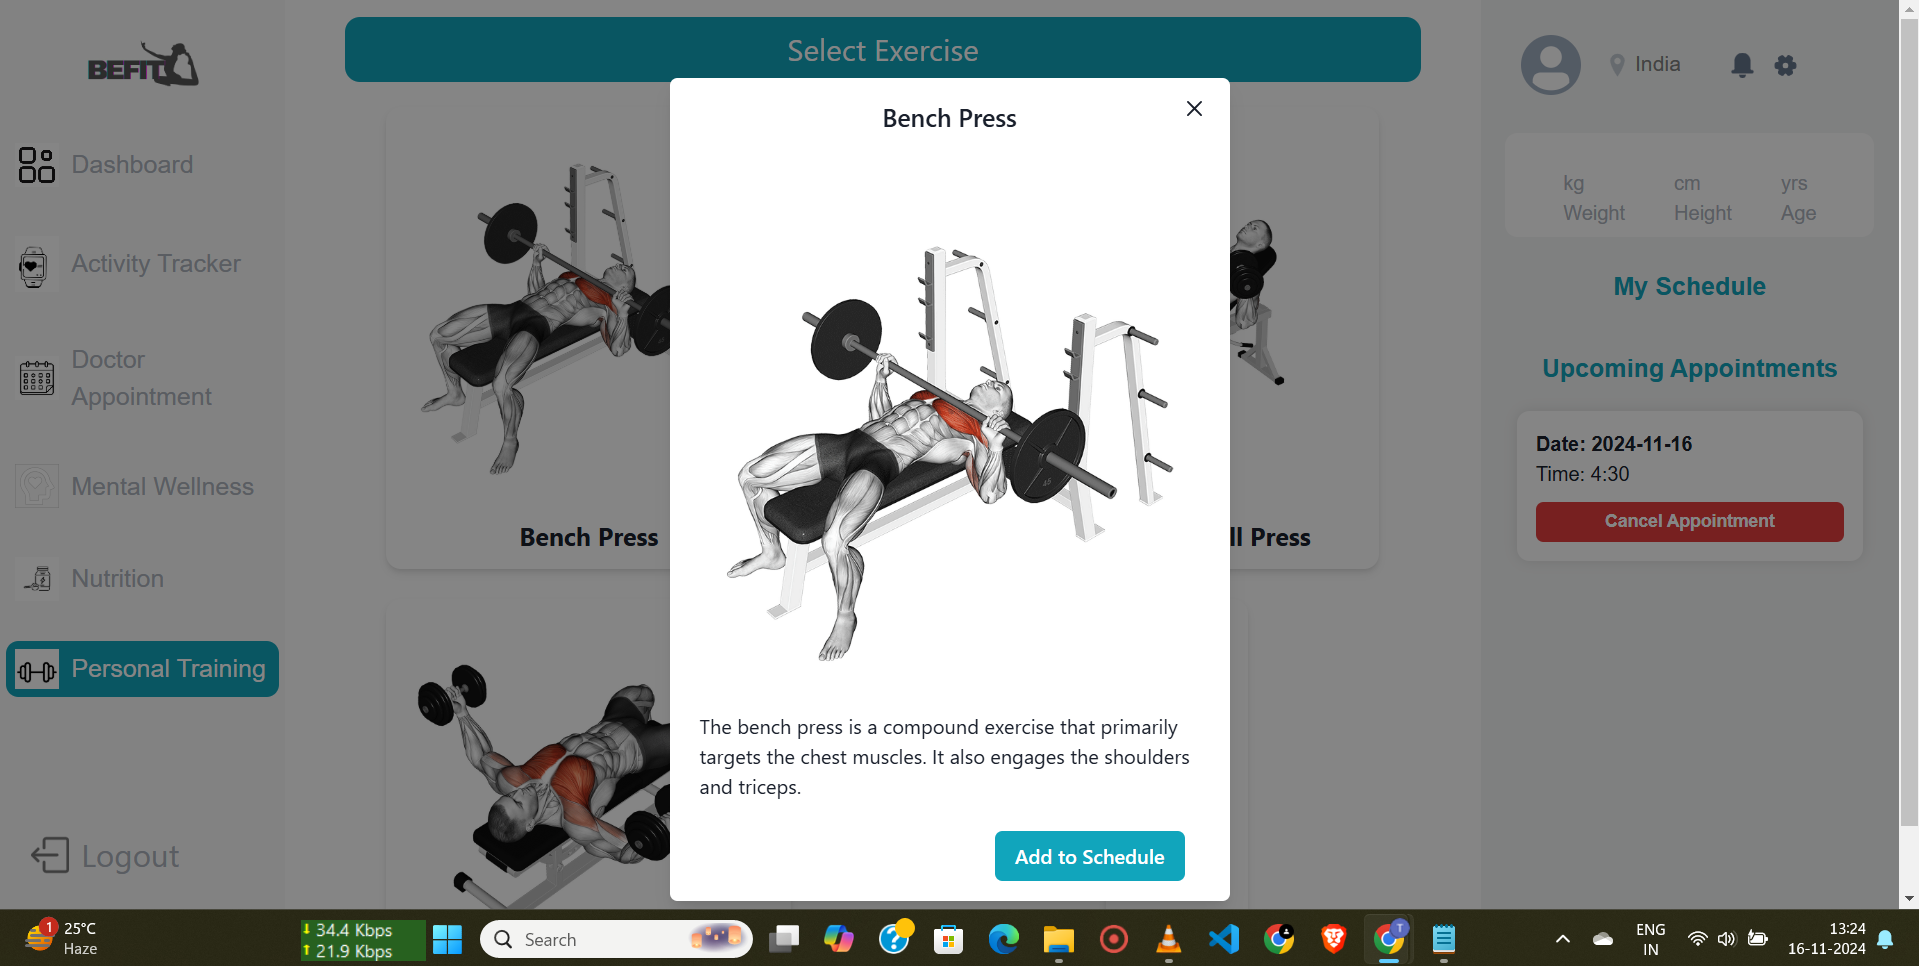 BEFIT
Dashboard
Activity Tracker
Doctor
Appointment
Mental Wellness
Nutrition
Personal Training
Logout
Select Exercise
Bench Press
ll Press
Bench Press
45
The bench press is a compound exercise that primarily
targets the chest muscles. It also engages the shoulders
and triceps.
Add to Schedule
India
kg cm yrs
Weight Height Age
My Schedule
Upcoming Appointments
Date: 2024-11-16
Time: 4:30
Cancel Appointment
1
25°C
Haze
34.4 Kbps
21.9 Kbps
Search
T
ENG
IN
13:24
16-11-2024